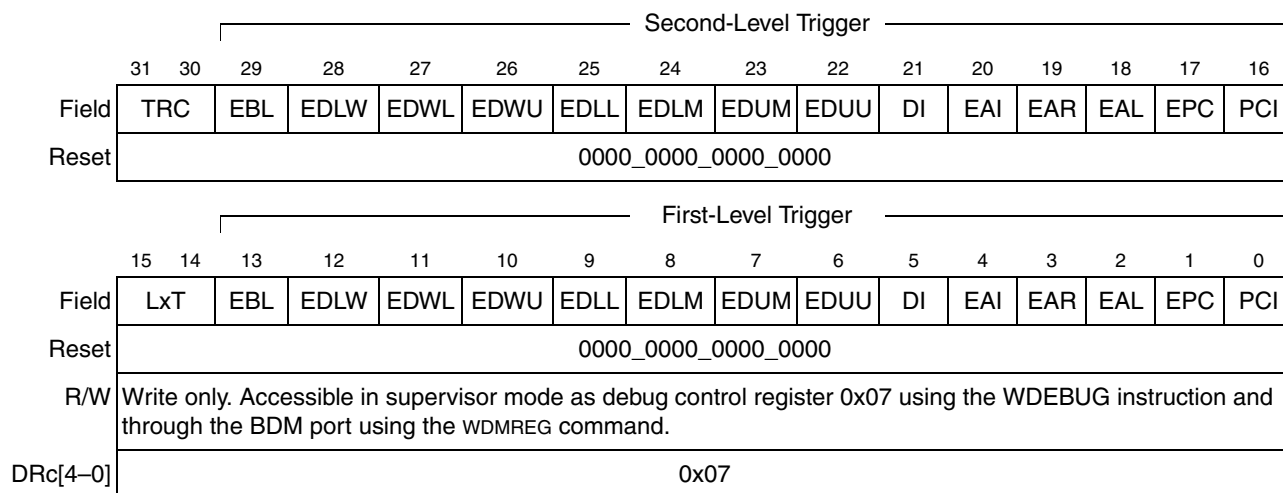 Second-Level Trigger
31 30 29 28 27 26 25 24 23 22 21 20 19 18 17 16
Field TRC EBL EDLW EDWL EDWU EDLL EDLM EDUM EDUU DI EAI EAR EAL EPC PCI
Reset 0000_0000_0000_0000
First-Level Trigger
15 14 13 12 11 10 9 8 7 6 5 4 3 2 1 0
Field LxT EBL EDLW EDWL EDWU EDLL EDLM EDUM EDUU DI EAI EAR EAL EPC PCI
Reset 0000_0000_0000_0000
R/W Write only. Accessible in supervisor mode as debug control register 0x07 using the WDEBUG instruction and
through the BDM port using the WDMREG command.
DRc[4–0] 0x07